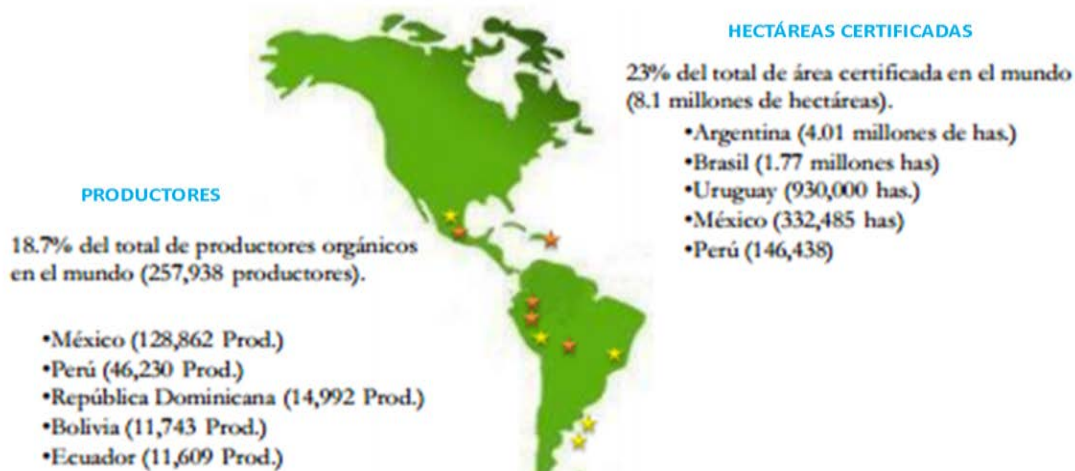 HECTÁREAS CERTIFICADAS
23% del total de área certificada en el mundo
(8.1 millones de hectáreas).
•Argentina (4.01 millones de has.)
•Brasil (1.77 millones has)
•Uruguay (930,000 has.)
•México (332,485 has)
•Perú (146,438)
PRODUCTORES
18.7% del total de productores orgánicos
en el mundo (257,938 productores).
•México (128,862 Prod.)
•Perú (46,230 Prod.)
•República Dominicana (14,992 Prod.)
•Bolivia (11,743 Prod.)
•Ecuador (11,609 Prod.)